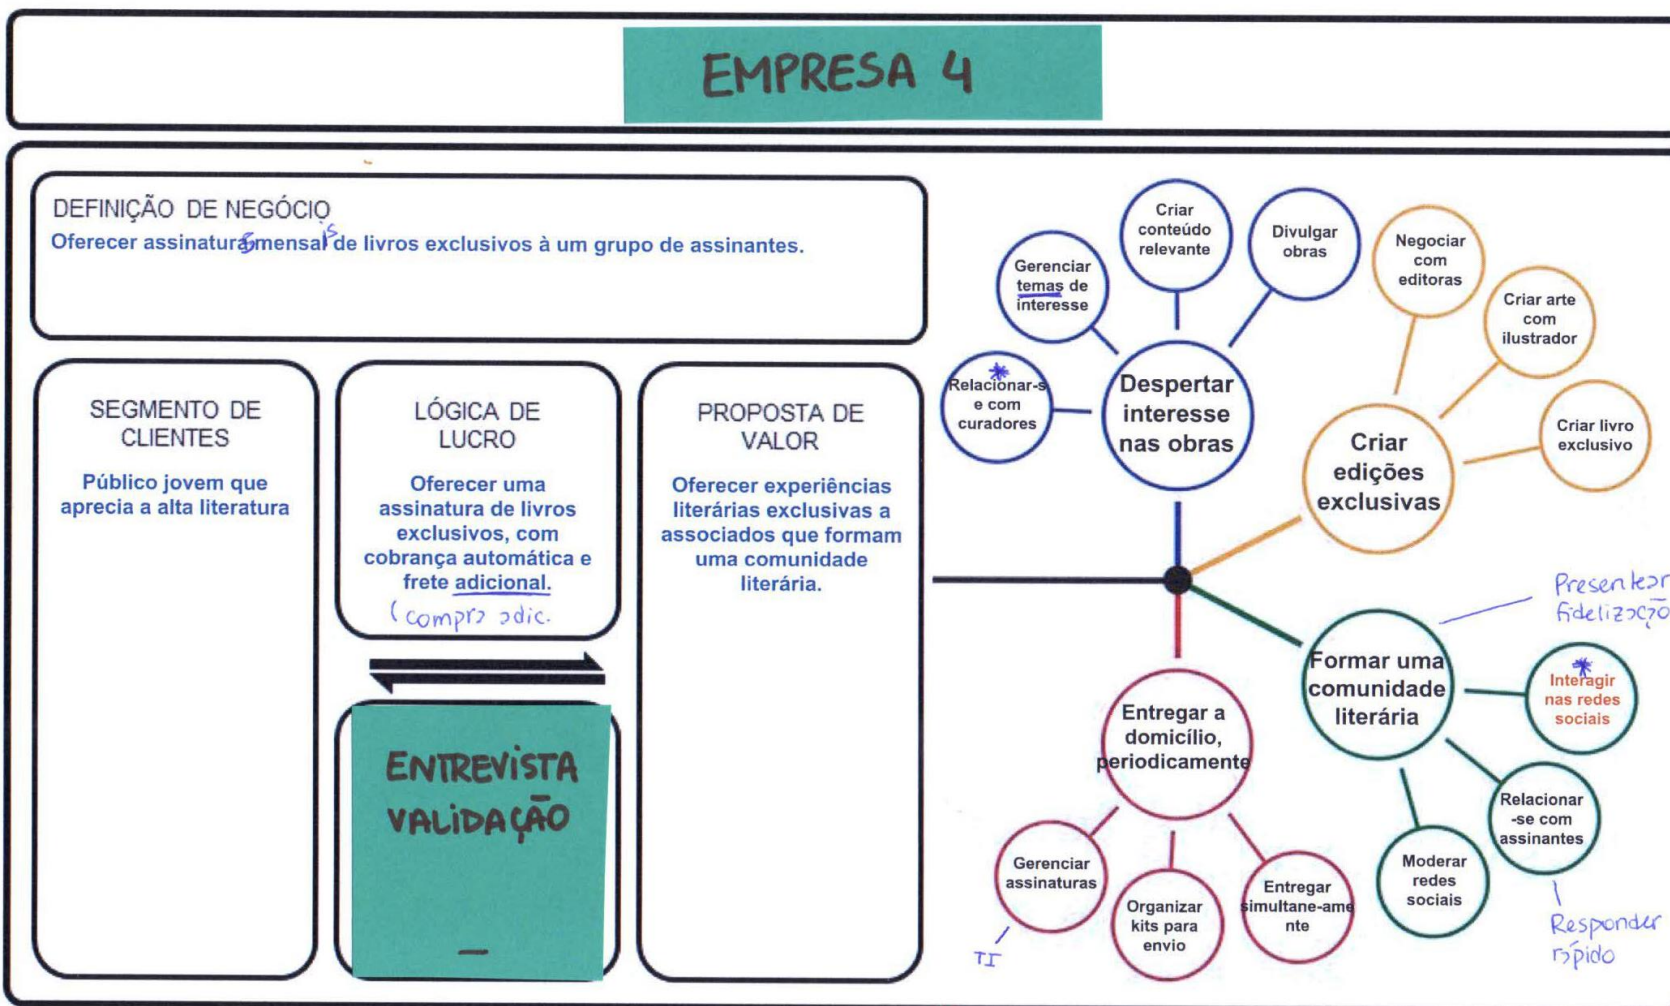 EMPRESA 4
DEFINIÇÃO DE NEGÓCIO
Oferecer assinaturas mensais de livros exclusivos à um grupo de assinantes.
SEGMENTO DE
CLIENTES
Público jovem que
aprecia a alta literatura
LÓGICA DE
LUCRO
Oferecer uma
assinatura de livros
exclusivos, com
cobrança automática e
frete adicional.
(compra adic.
PROPOSTA DE
VALOR
Oferecer experiências
literárias exclusivas a
associados que formam
uma comunidade
literária.
ENTREVISTA
VALIDAÇÃO
Despertar
interesse
nas obras
Relacionar-s
e com
curadores
Gerenciar
temas de
interesse
Criar
conteúdo
relevante
Divulgar
obras
Criar
edições
exclusivas
Negociar
com
editoras
Criar arte
com
ilustrador
Criar livro
exclusivo
Formar uma
comunidade
literária
Presentear
fidelização
Interagir
nas redes
sociais
Relacionar
-se com
assinantes
Responder
rápido
Moderar
redes
sociais
Entregar a
domicílio,
periodicamente
Gerenciar
assinaturas
TI
Organizar
kits para
envio
Entregar
simultane-ame
nte